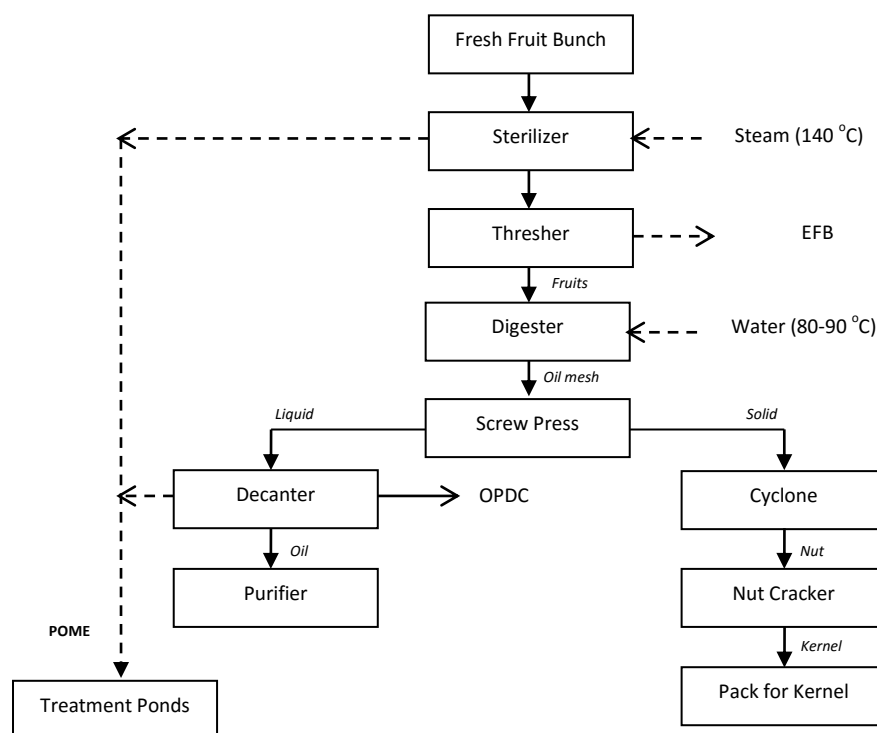 Fresh Fruit Bunch
Sterilizer
Steam (140 °C)
Thresher
EFB
Fruits
Digester
Water (80-90 °C)
Oil mesh
Liquid
Screw Press
Solid
Decanter
OPDC
Cyclone
Oil
Nut
Purifier
Nut Cracker
POME
Kernel
Treatment Ponds
Pack for Kernel